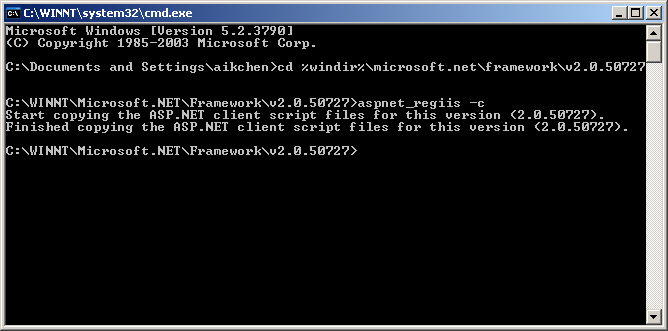 C:\WINNT\system32\cmd.exe
Microsoft Windows [Version 5.2.3790]
(C) Copyright 1985-2003 Microsoft Corp.
C:\Documents and Settings\aikchen>cd %windir%\microsoft.net\framework\v2.0.50727
C:\WINNT\Microsoft.NET\Framework\v2.0.50727>aspnet_regiis -c
Start copying the ASP.NET client script files for this version (2.0.50727).
Finished copying the ASP.NET client script files for this version (2.0.50727).
C:\WINNT\Microsoft.NET\Framework\v2.0.50727>